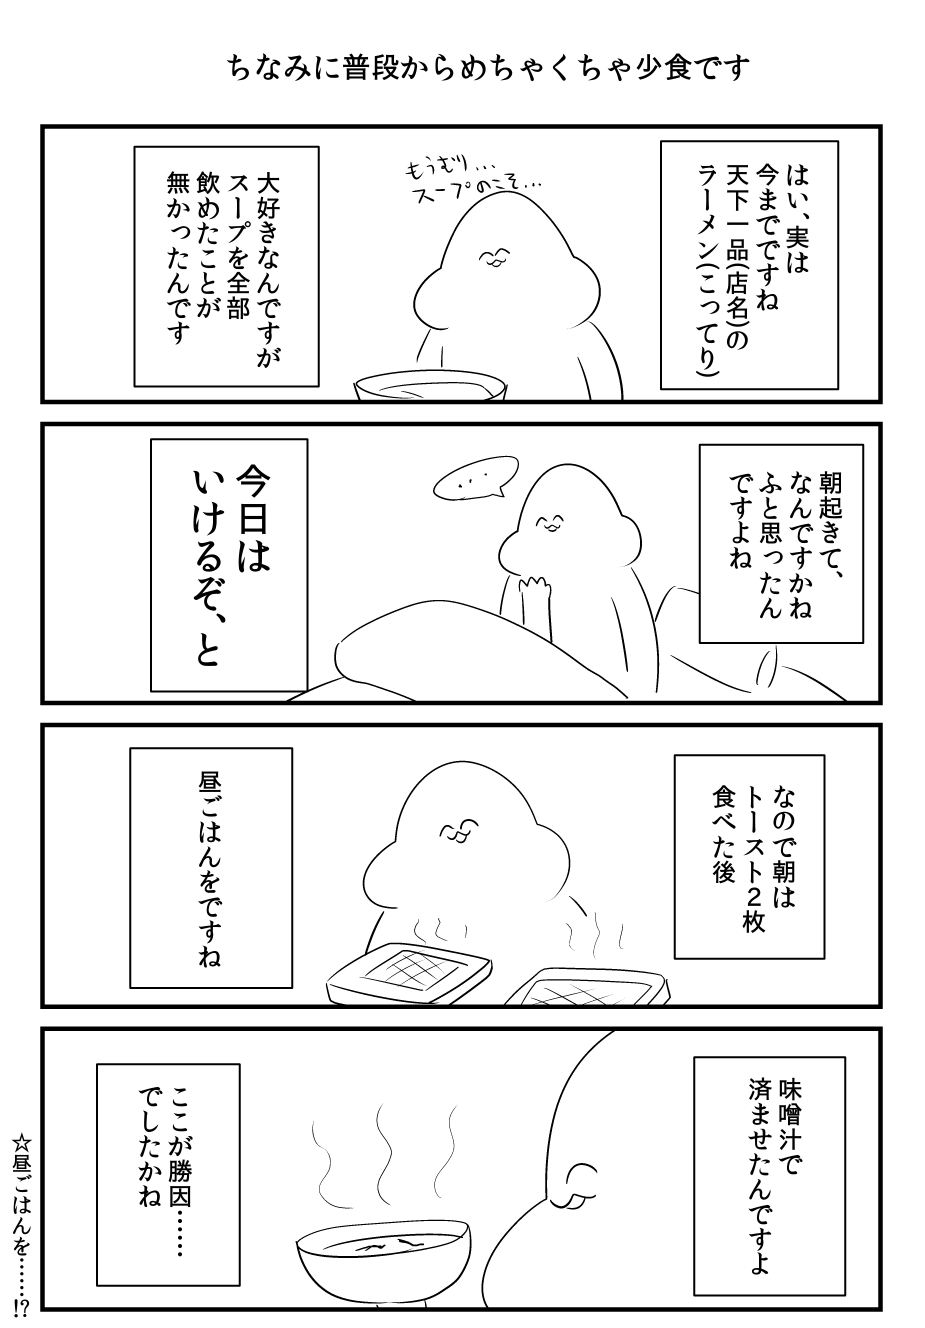 ちなみに普段からめちゃくちゃ少食です
はい、実は
今までですね
天下一品(店名)の
ラーメン(こってり)
もうむり...
スープのこそ...
大好きなんですが
スープを全部
飲めたことが
無かったんです
朝起きて、
なんですかね
ふと思ったん
ですよね
...
今日は
いけるぞ、と
なので朝は
トースト2枚
食べた後
昼ごはんをですね
味噌汁で
済ませたんですよ
ここが勝因……
でしたかね
☆昼ごはんを……!?